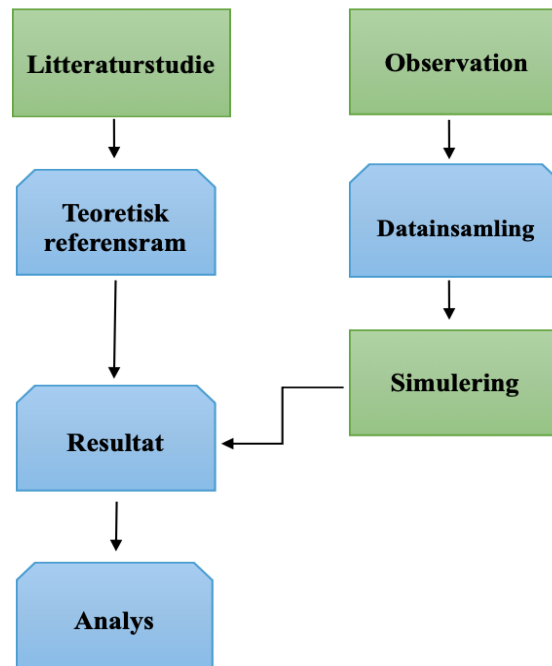 Litteraturstudie
Observation
Teoretisk
referensram
Datainsamling
Simulering
Resultat
Analys